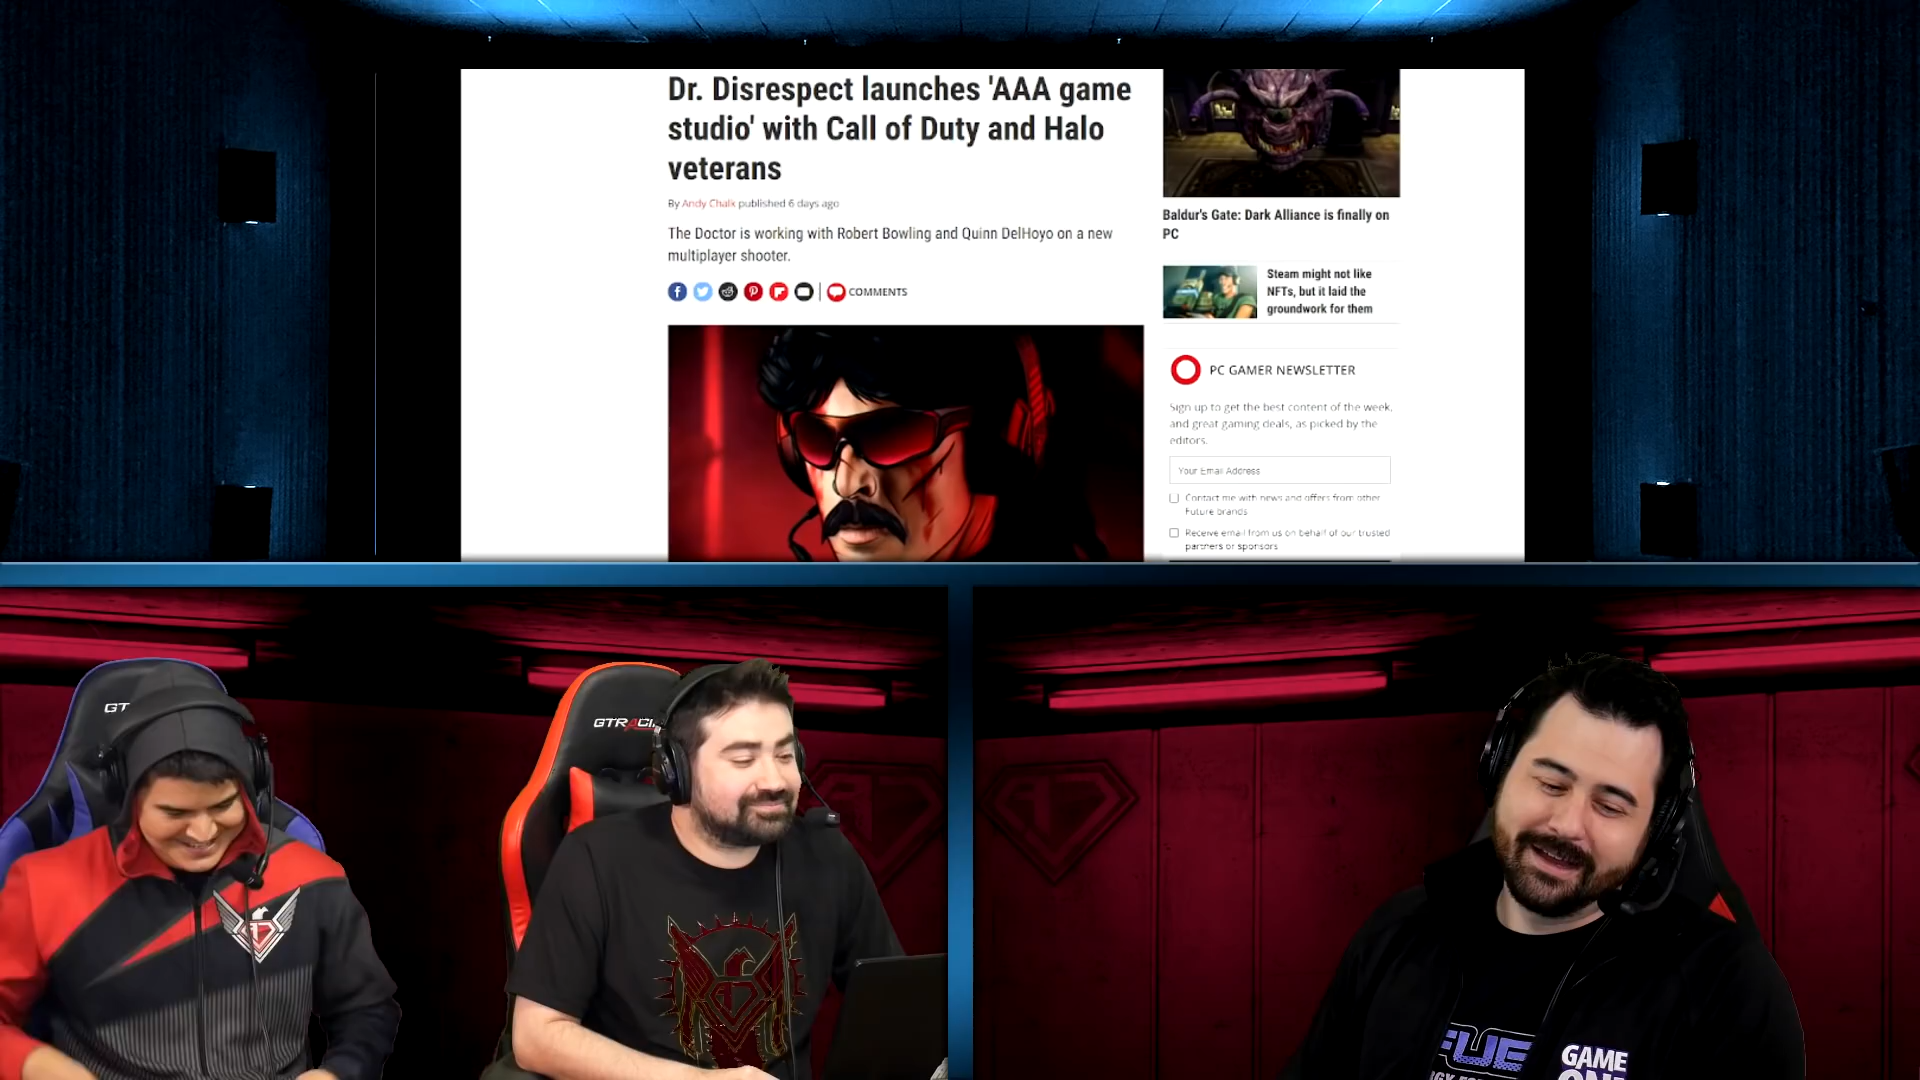 Dr. Disrespect launches 'AAA game
studio' with Call of Duty and Halo
veterans
By Andy Chalk published 6 days ago
The Doctor is working with Robert Bowling and Quinn DelHoyo on a new
multiplayer shooter.
COMMENTS
Baldur's Gate: Dark Alliance is finally on
PC
Steam might not like
NFTs, but it laid the
groundwork for them
PC GAMER NEWSLETTER
Sign up to get the best content of the week,
and great gaming deals, as picked by the
editors.
Your Email Address
Contact me with news and offers from other
Future brands
Receive email from us on behalf of our trusted
partners or sponsors
GT
GTRACI
GAME